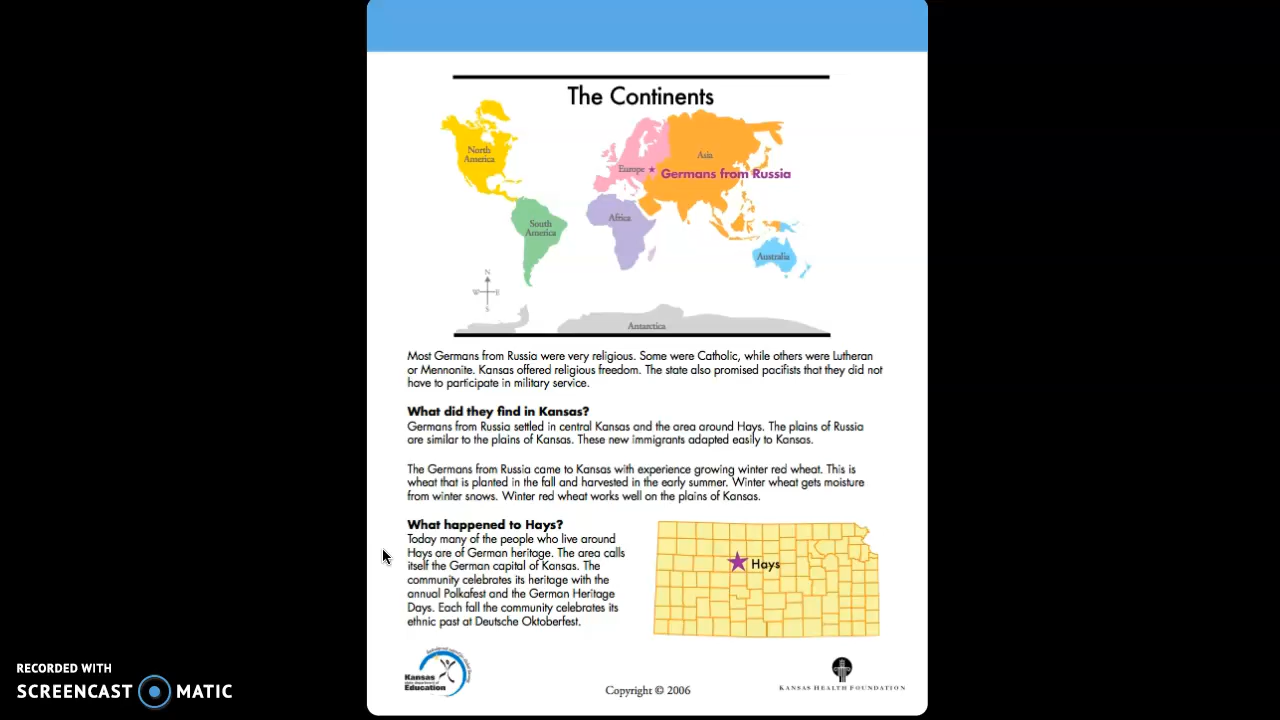 The Continents
North
America
Europe
Asia
Germans from Russia
South
America
Africa
Australia
N
W
E
S
Antarctica
Most Germans from Russia were very religious. Some were Catholic, while others were Lutheran
or Mennonite. Kansas offered religious freedom. The state also promised pacifists that they did not
have to participate in military service.
What did they find in Kansas?
Germans from Russia settled in central Kansas and the area around Hays. The plains of Russia
are similar to the plains of Kansas. These new immigrants adapted easily to Kansas.
The Germans from Russia came to Kansas with experience growing winter red wheat. This is
wheat that is planted in the fall and harvested in the early summer. Winter wheat gets moisture
from winter snows. Winter red wheat works well on the plains of Kansas.
What happened to Hays?
Today many of the people who live around
Hays are of German heritage. The area calls
itself the German capital of Kansas. The
community celebrates its heritage with the
annual Polkafest and the German Heritage
Days. Each fall the community celebrates its
ethnic past at Deutsche Oktoberfest.
Hays
Kansas
Education
Copyright © 2006
KANSAS HEALTH FOUNDATION
RECORDED WITH
SCREENCAST MATIC